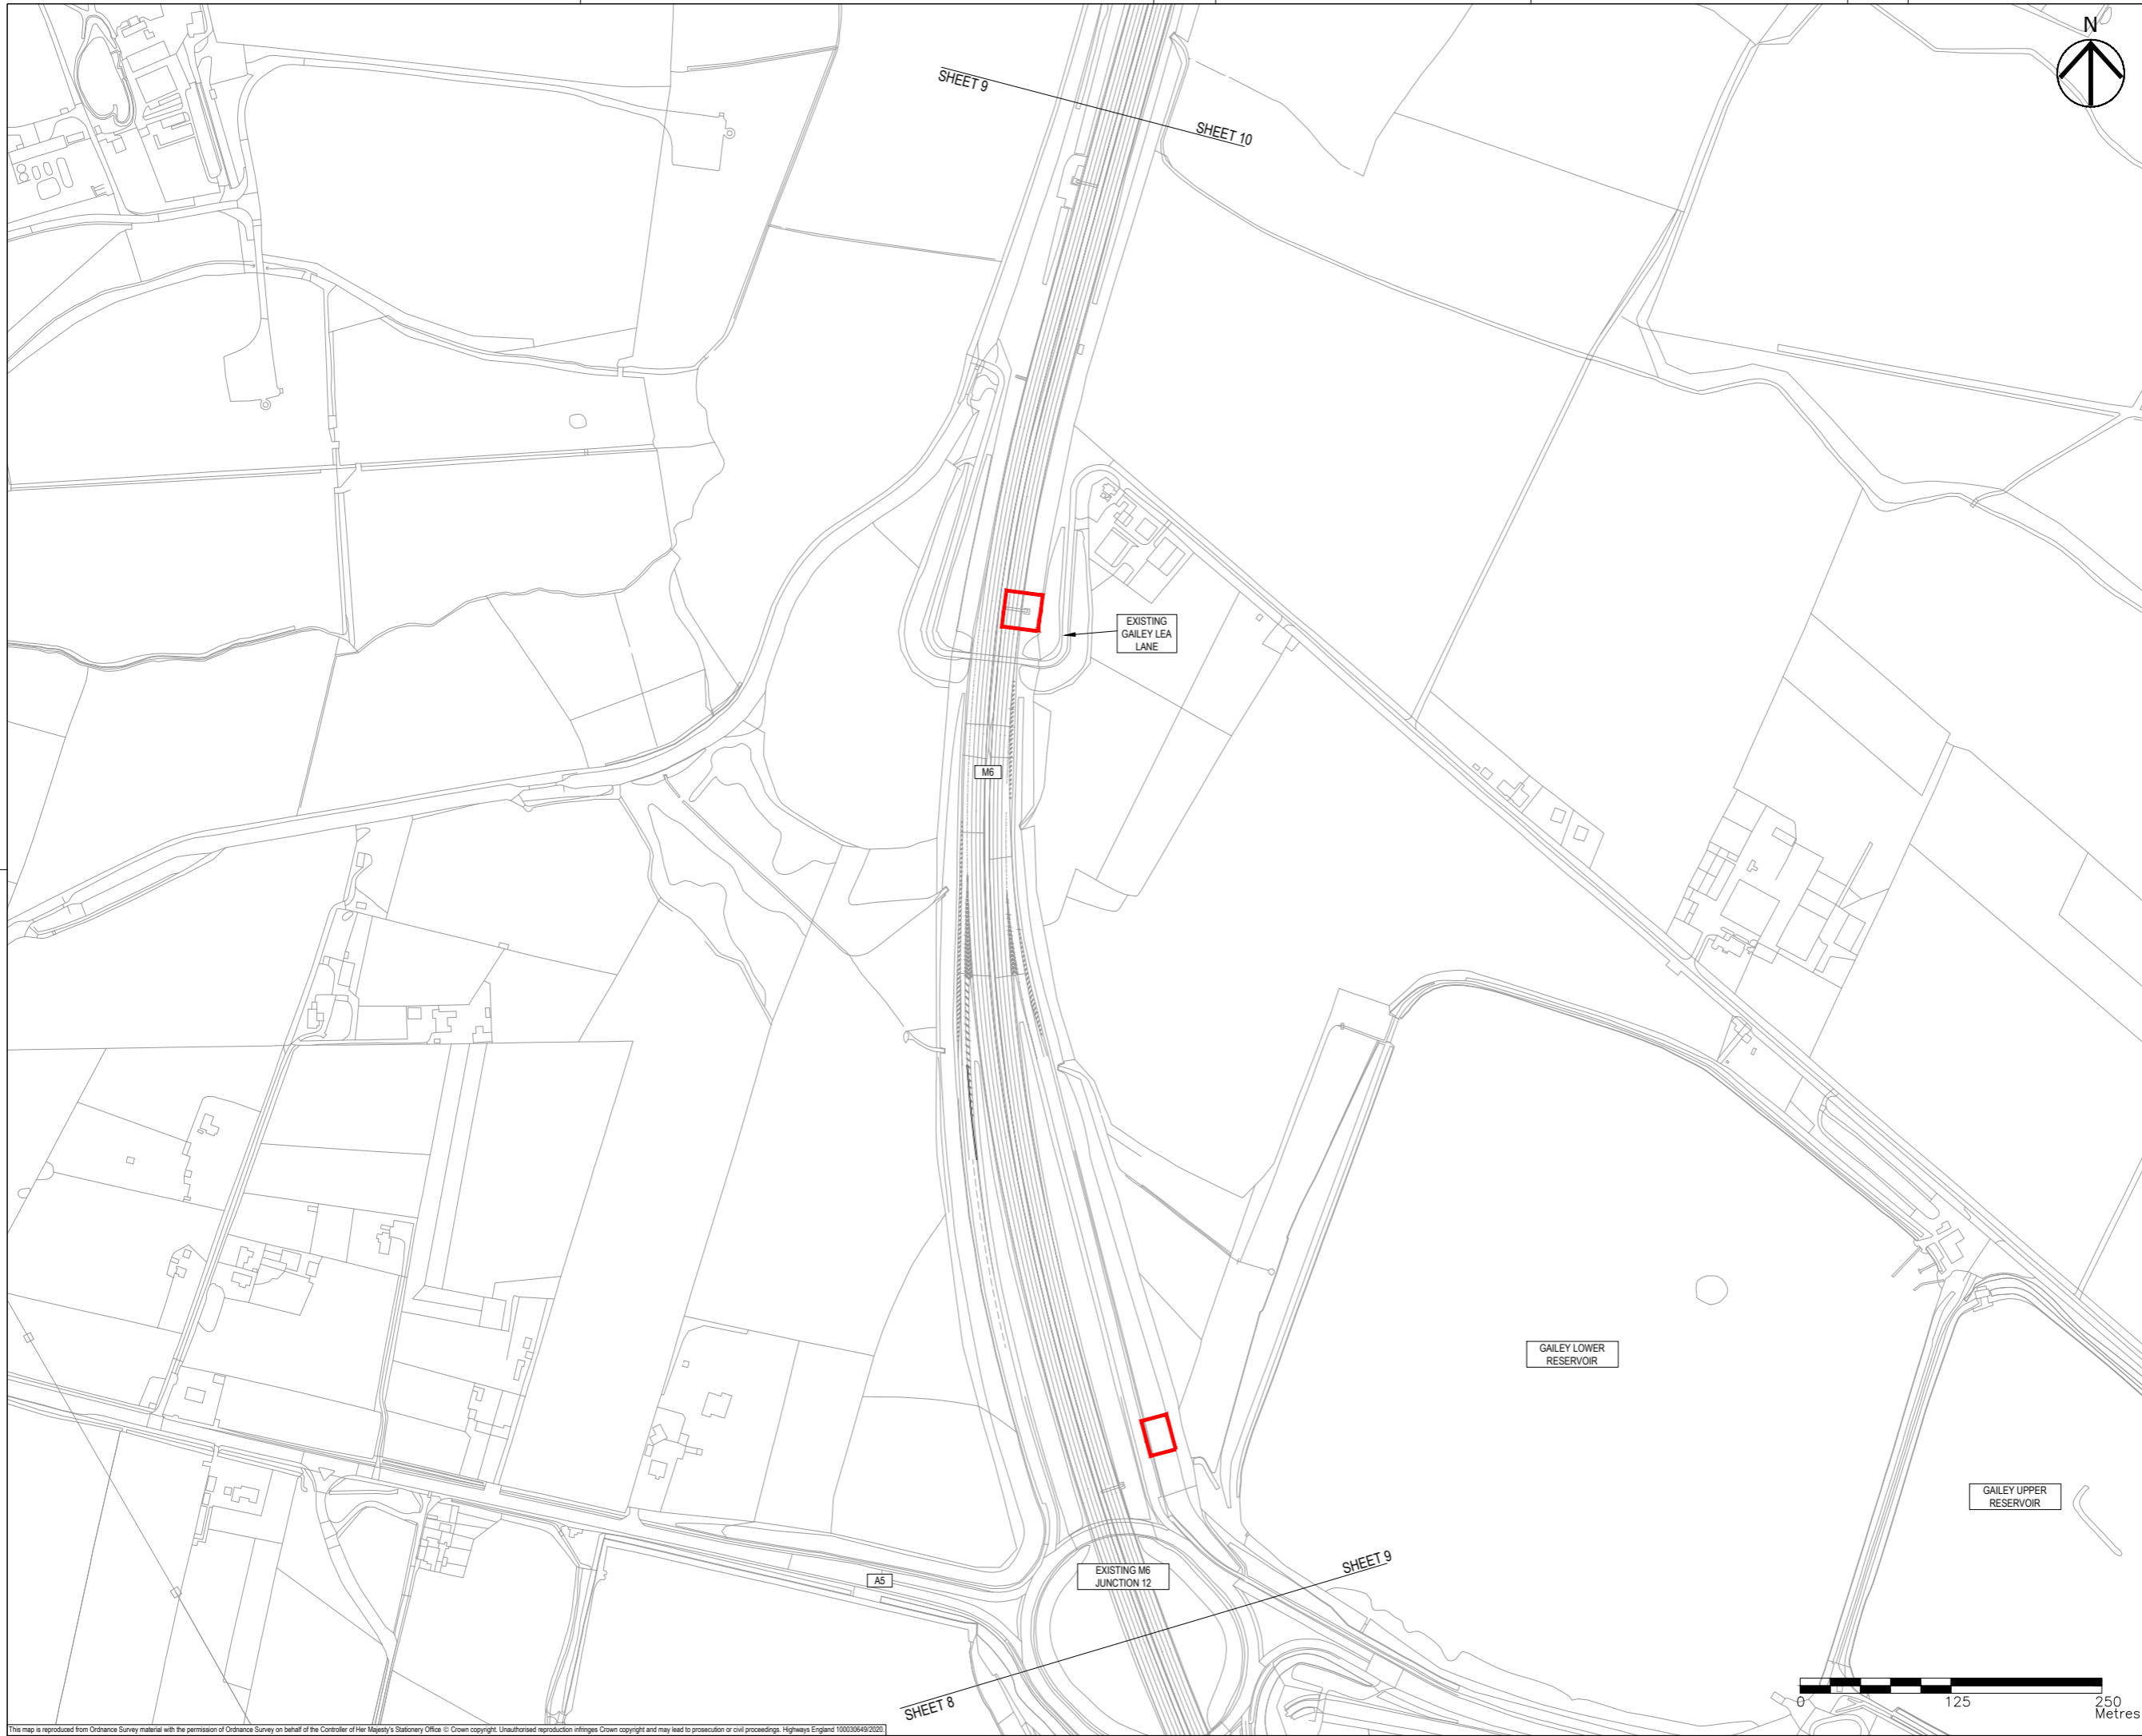 N
SHEET 9
SHEET 10
EXISTING
GAILEY LEA
LANE
M6
GAILEY LOWER
RESERVOIR
GAILEY UPPER
RESERVOIR
EXISTING M6
JUNCTION 12
A5
SHEET 9
SHEET 8
0 125 250
Metres
This map is reproduced from Ordnance Survey material with the permission of Ordnance Survey on behalf of the Controller of Her Majesty's Stationery Office © Crown copyright. Unauthorised reproduction infringes Crown copyright and may lead to prosecution or civil proceedings. Highways England 100030649/2020.